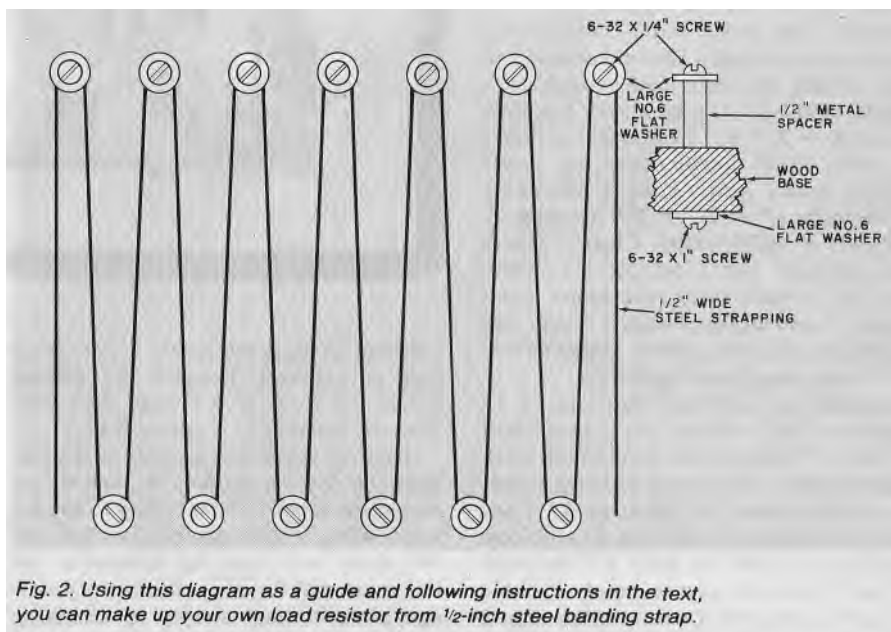 6-32 X 1/4" SCREW
LARGE
NO.6
FLAT
WASHER
1/2" METAL
SPACER
WOOD
BASE
LARGE NO.6
FLAT WASHER
6-32 X 1" SCREW
1/2" WIDE
STEEL STRAPPING
Fig. 2. Using this diagram as a guide and following instructions in the text,
you can make up your own load resistor from ½-inch steel banding strap.